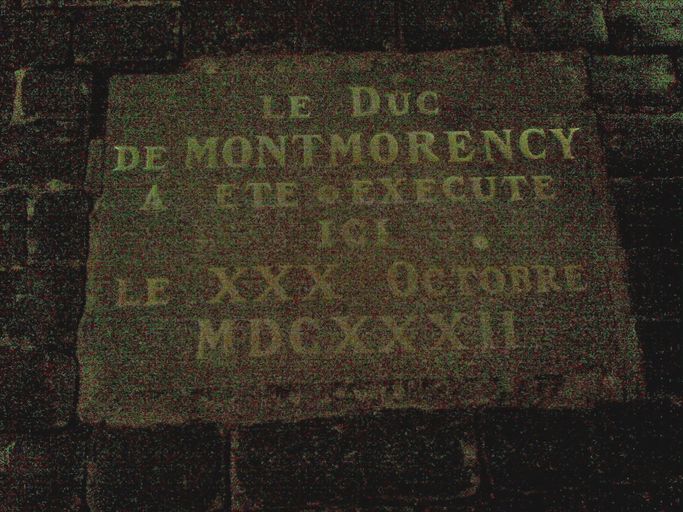 LE DUC
DE MONTMORENCY
A ETE EXECUTE
ICI
LE XXX OCTOBRE
MDCXXXII